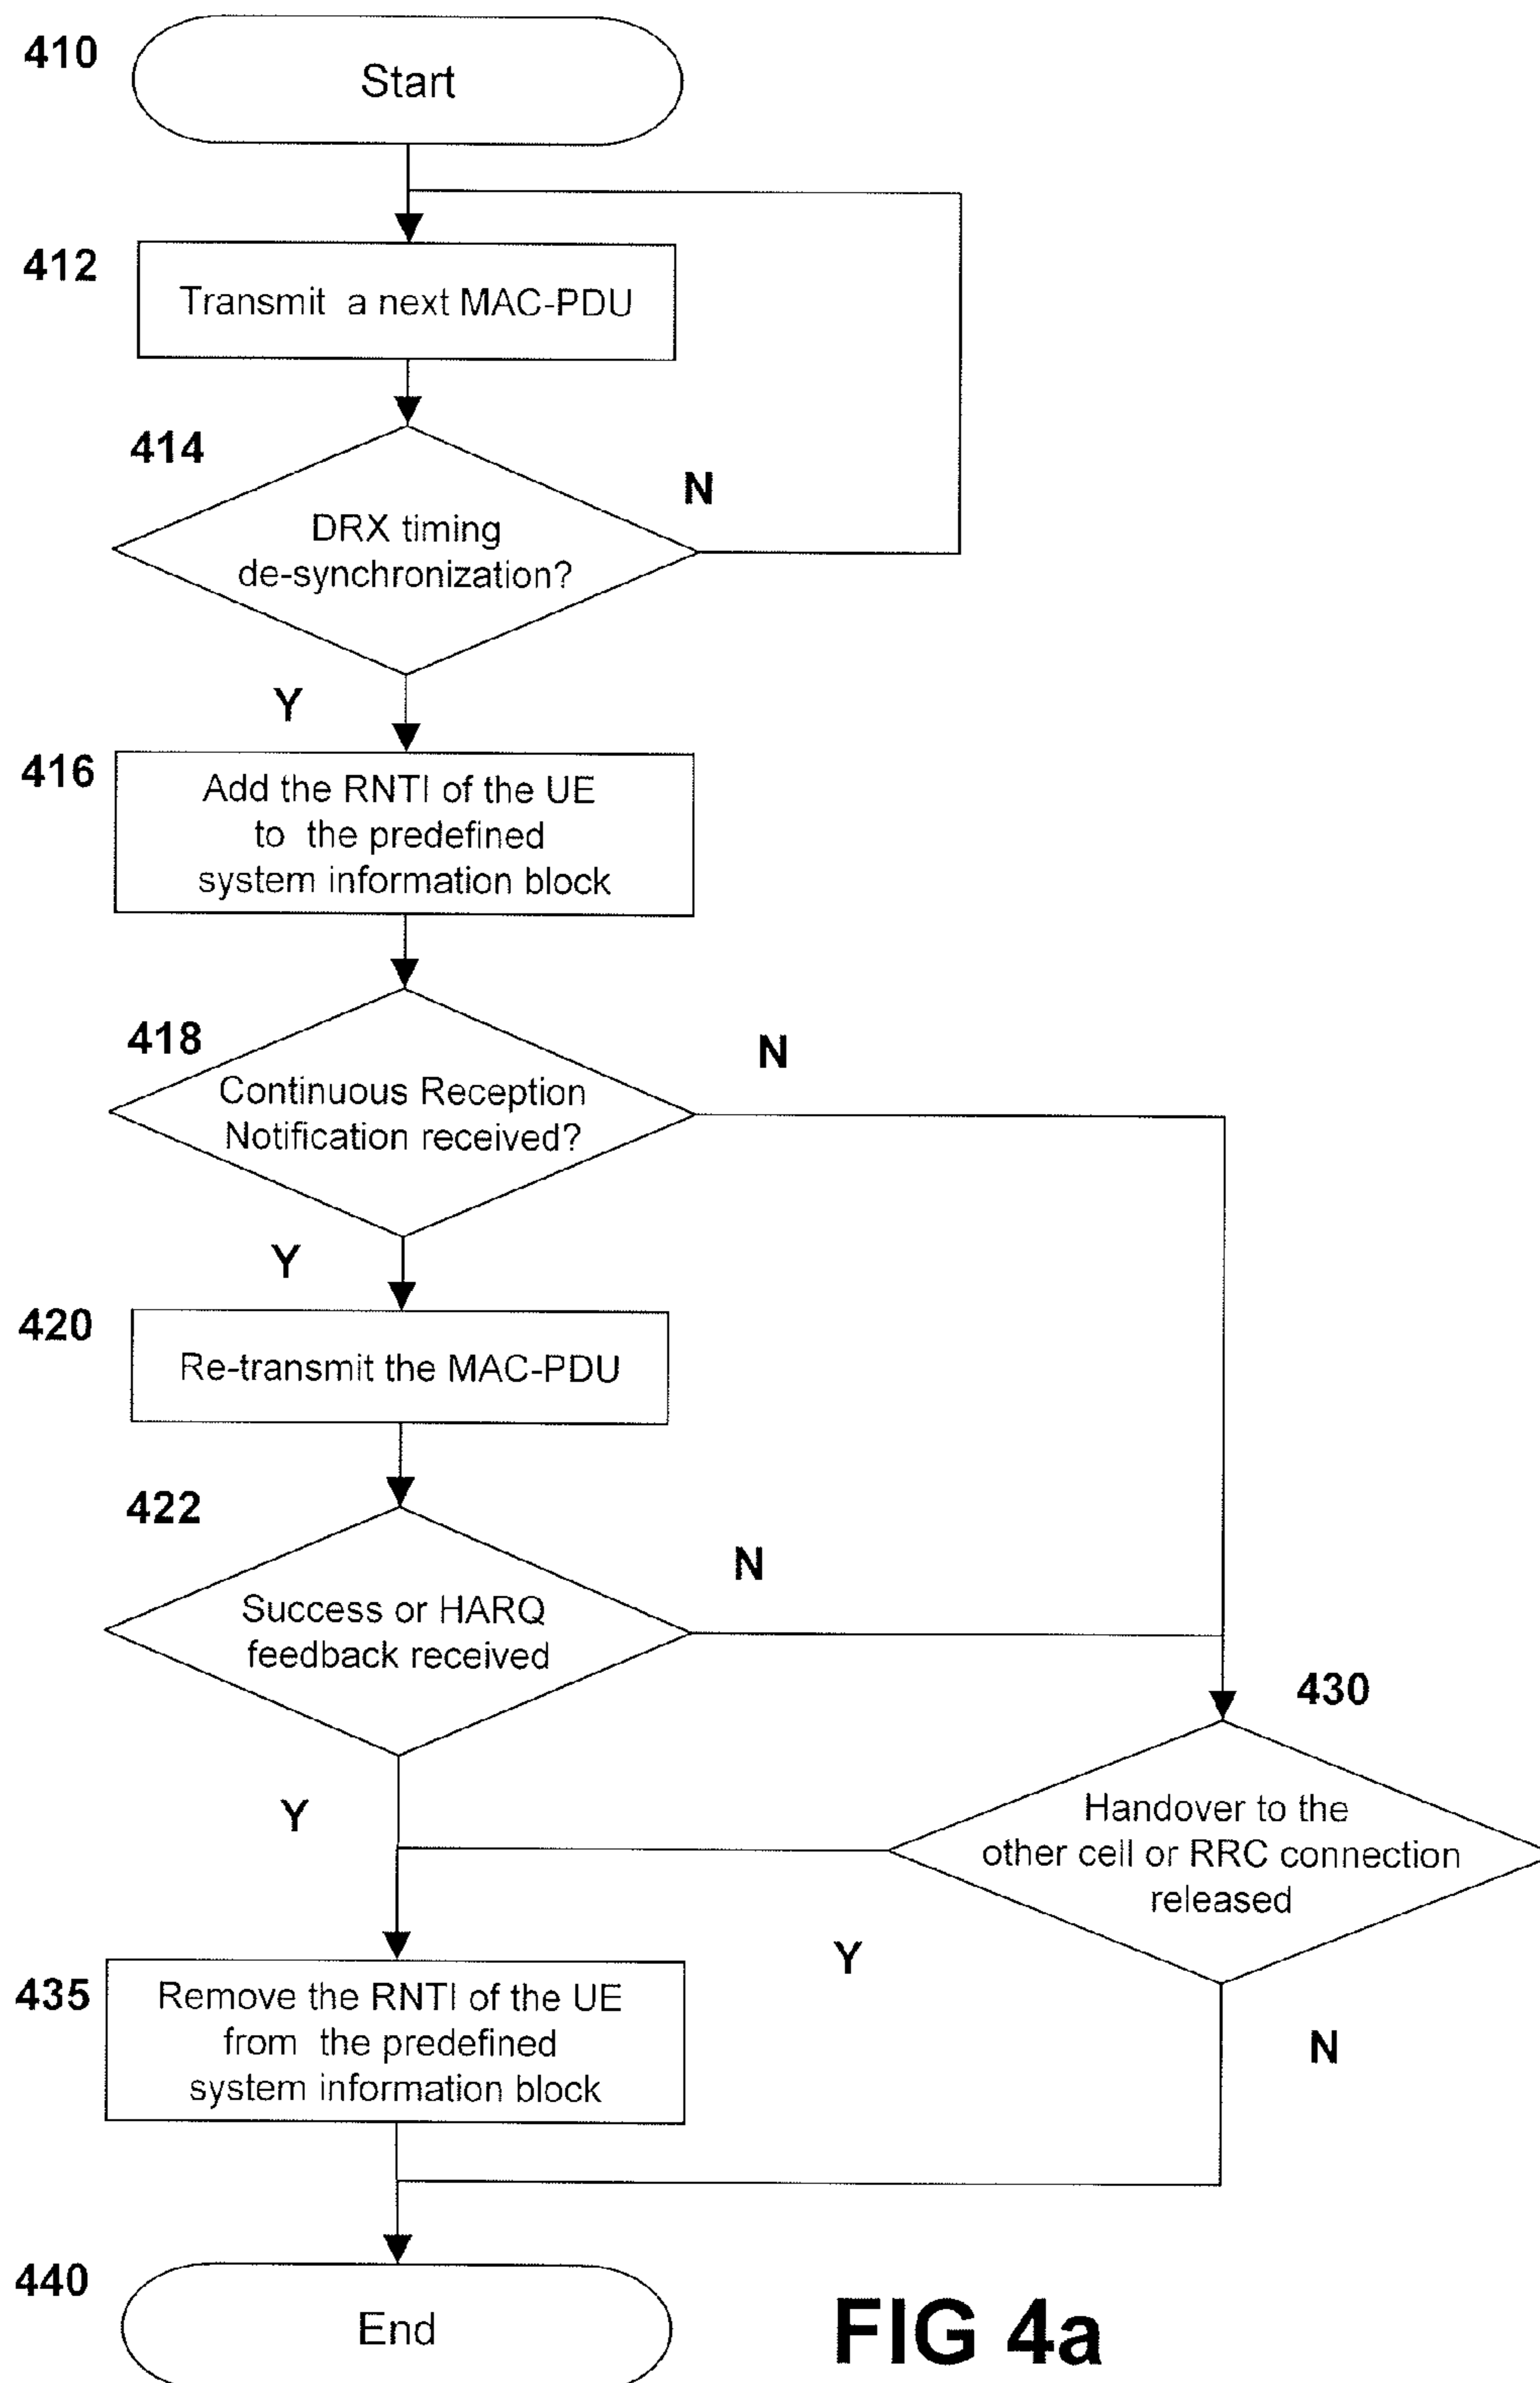 410
Start
412
Transmit a next MAC-PDU
414
N
DRX timing
de-synchronization?
Y
416
Add the RNTI of the UE
to the predefined
system information block
418
N
Continuous Reception
Notification received?
Y
420
Re-transmit the MAC-PDU
422
N
Success or HARQ
feedback received
430
Y
Handover to the
other cell or RRC connection
released
Y
435
Remove the RNTI of the UE
from the predefined
system information block
N
440
End
FIG 4a